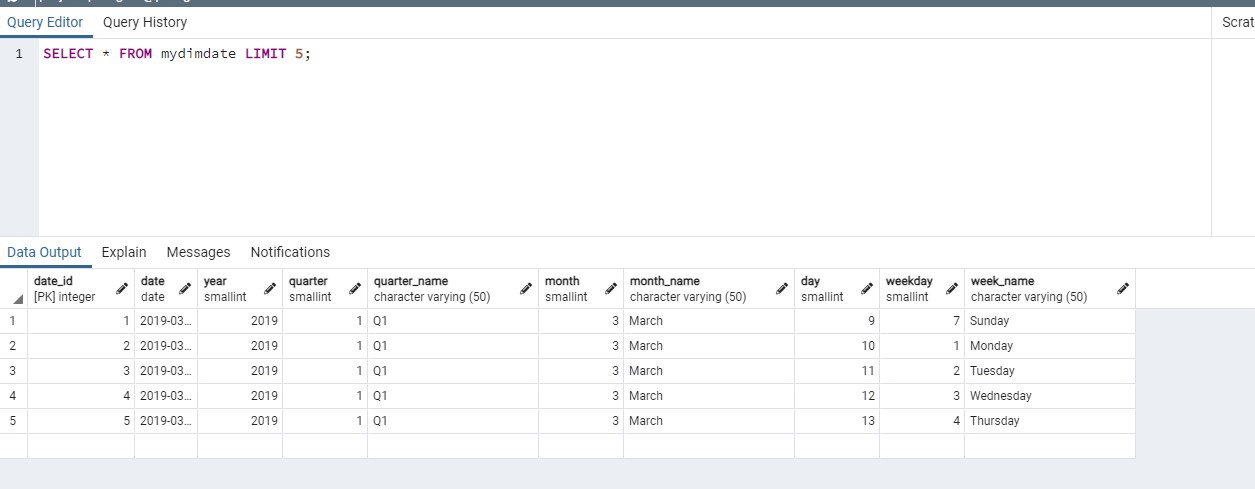 Query Editor Query History Scrat
1 SELECT * FROM mydimdate LIMIT 5;
Data Output Explain Messages Notifications
date_id date year quarter quarter_name month month_name day weekday week_name
[PK] integer date smallint smallint character varying (50) smallint character varying (50) smallint smallint character varying (50)
1 1 2019-03... 2019 1 Q1 3 March 9 7 Sunday
2 2 2019-03... 2019 1 Q1 3 March 10 1 Monday
3 3 2019-03... 2019 1 Q1 3 March 11 2 Tuesday
4 4 2019-03... 2019 1 Q1 3 March 12 3 Wednesday
5 5 2019-03... 2019 1 Q1 3 March 13 4 Thursday